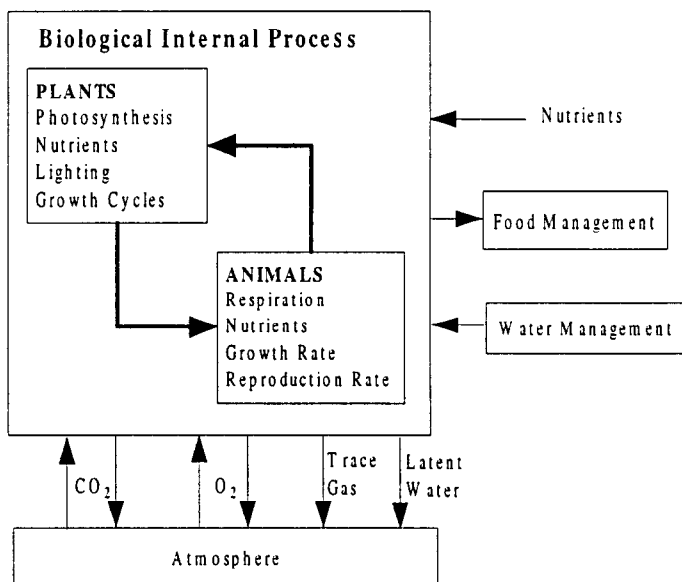 Biological Internal Process
PLANTS
Photosynthesis
Nutrients
Lighting
Growth Cycles
ANIMALS
Respiration
Nutrients
Growth Rate
Reproduction Rate
Nutrients
Food Management
Water Management
CO₂
O₂
Trace
Gas
Latent
Water
Atmosphere